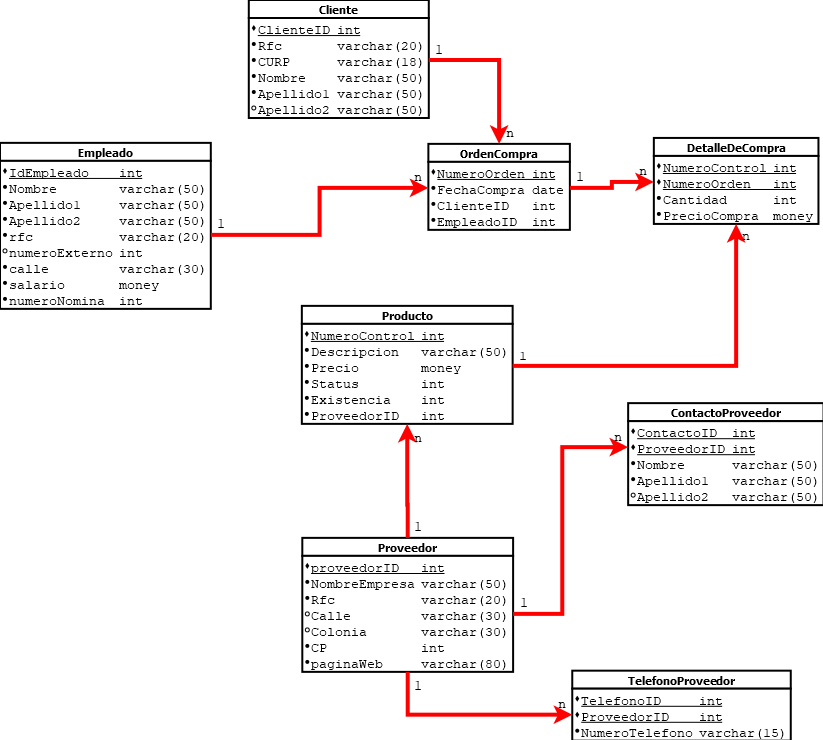 Cliente
ClienteID int
Rfc varchar(20)
CURP varchar(18)
Nombre varchar(50)
Apellido1 varchar(50)
Apellido2 varchar(50)
1
n
Empleado
IdEmpleado int
Nombre varchar(50)
Apellido1 varchar(50)
Apellido2 varchar(50)
rfc varchar(20)
numeroExterno int
calle varchar(30)
salario money
numeroNomina int
1
n
OrdenCompra
NumeroOrden int
FechaCompra date
ClienteID int
EmpleadoID int
1
n
DetalleDeCompra
NumeroControl int
NumeroOrden int
Cantidad int
PrecioCompra money
n
Producto
NumeroControl int
Descripcion varchar(50)
Precio money
Status int
Existencia int
ProveedorID int
1
n
1
ContactoProveedor
ContactoID int
ProveedorID int
Nombre varchar(50)
Apellido1 varchar(50)
Apellido2 varchar(50)
n
Proveedor
proveedorID int
NombreEmpresa varchar(50)
Rfc varchar(20)
Calle varchar(30)
Colonia varchar(30)
CP int
paginaWeb varchar(80)
1
1
n
TelefonoProveedor
TelefonoID int
ProveedorID int
NumeroTelefono varchar(15)